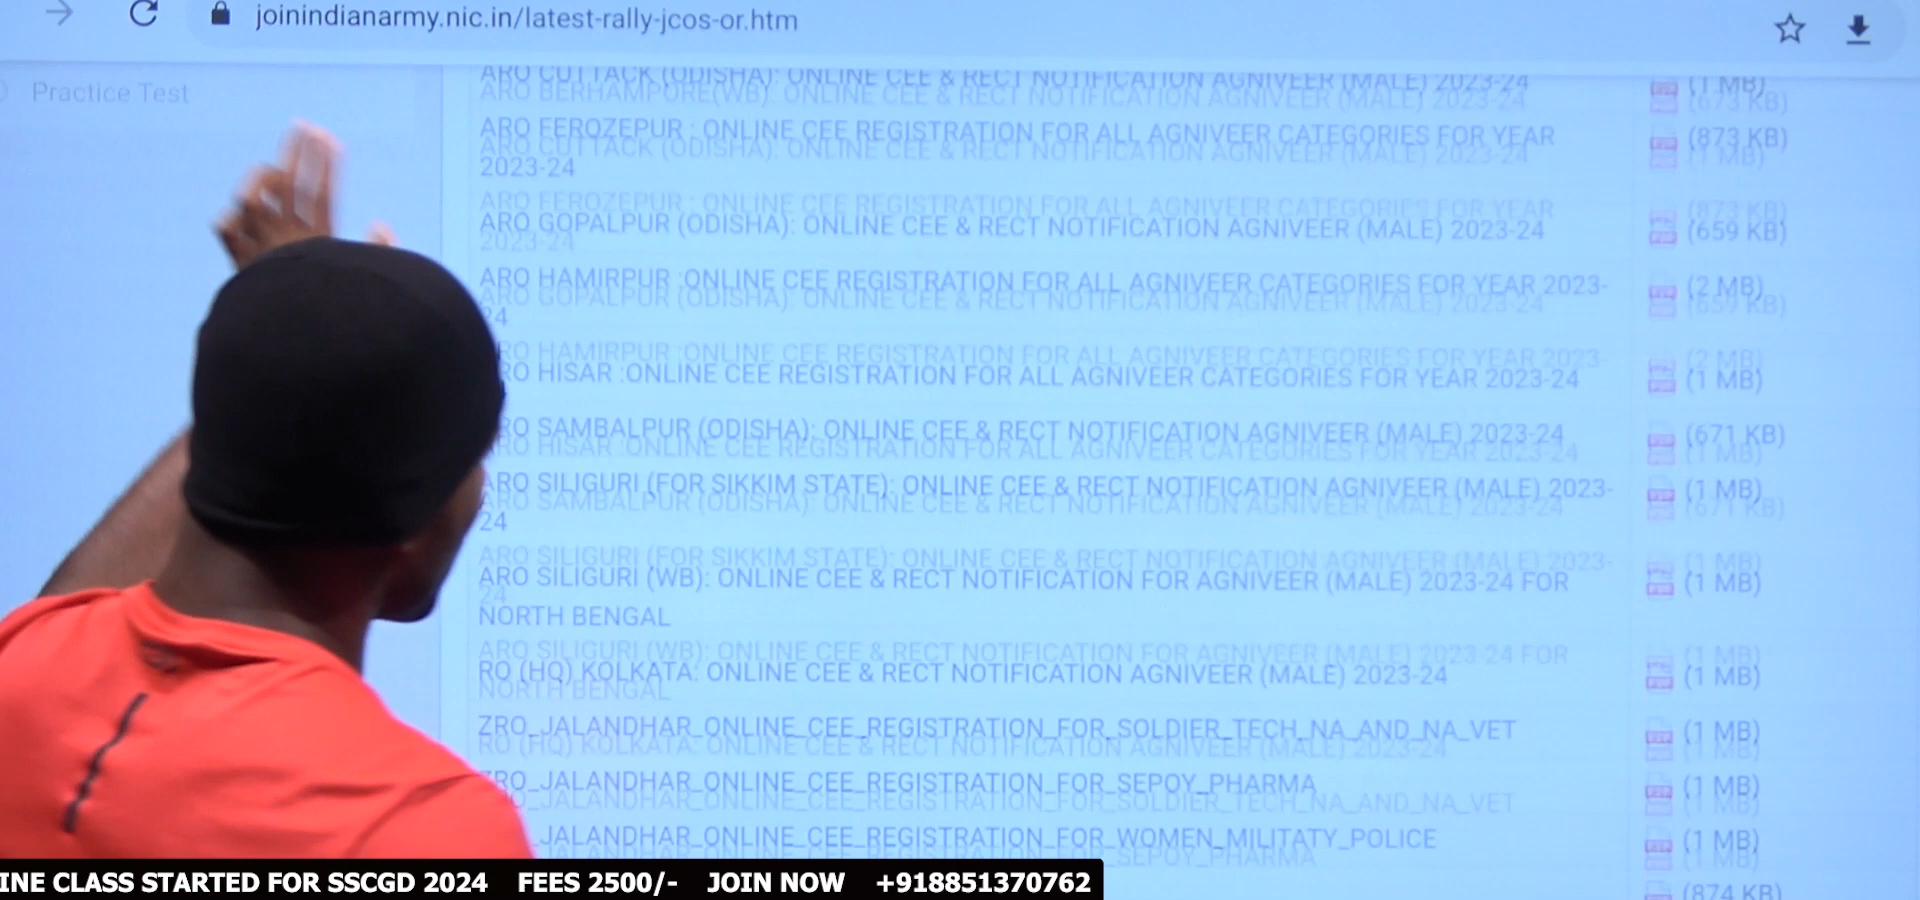 joinindianarmy.nic.in/latest-rally-jcos-or.htm
Practice Test
ARO CUTTACK (ODISHA): ONLINE CEE & RECT NOTIFICATION AGNIVEER (MALE) 2023-24 (1 MB)
ARO FEROZEPUR : ONLINE CEE REGISTRATION FOR ALL AGNIVEER CATEGORIES FOR YEAR (873 KB)
2023-24
ARO GOPALPUR (ODISHA): ONLINE CEE & RECT NOTIFICATION AGNIVEER (MALE) 2023-24 (659 KB)
ARO HAMIRPUR :ONLINE CEE REGISTRATION FOR ALL AGNIVEER CATEGORIES FOR YEAR 2023- (2 MB)
24
RO HISAR :ONLINE CEE REGISTRATION FOR ALL AGNIVEER CATEGORIES FOR YEAR 2023-24 (1 MB)
RO SAMBALPUR (ODISHA): ONLINE CEE & RECT NOTIFICATION AGNIVEER (MALE) 2023-24 (671 KB)
ARO SILIGURI (FOR SIKKIM STATE): ONLINE CEE & RECT NOTIFICATION AGNIVEER (MALE) 2023- (1 MB)
24
ARO SILIGURI (WB): ONLINE CEE & RECT NOTIFICATION FOR AGNIVEER (MALE) 2023-24 FOR (1 MB)
NORTH BENGAL
RO (HQ) KOLKATA: ONLINE CEE & RECT NOTIFICATION AGNIVEER (MALE) 2023-24 (1 MB)
ZRO_JALANDHAR_ONLINE_CEE_REGISTRATION_FOR_SOLDIER_TECH_NA_AND_NA_VET (1 MB)
ZRO_JALANDHAR_ONLINE_CEE_REGISTRATION_FOR_SEPOY_PHARMA (1 MB)
_JALANDHAR_ONLINE_CEE_REGISTRATION_FOR_WOMEN_MILITATY_POLICE (1 MB)
(874 KB)
INE CLASS STARTED FOR SSCGD 2024 FEES 2500/- JOIN NOW +918851370762